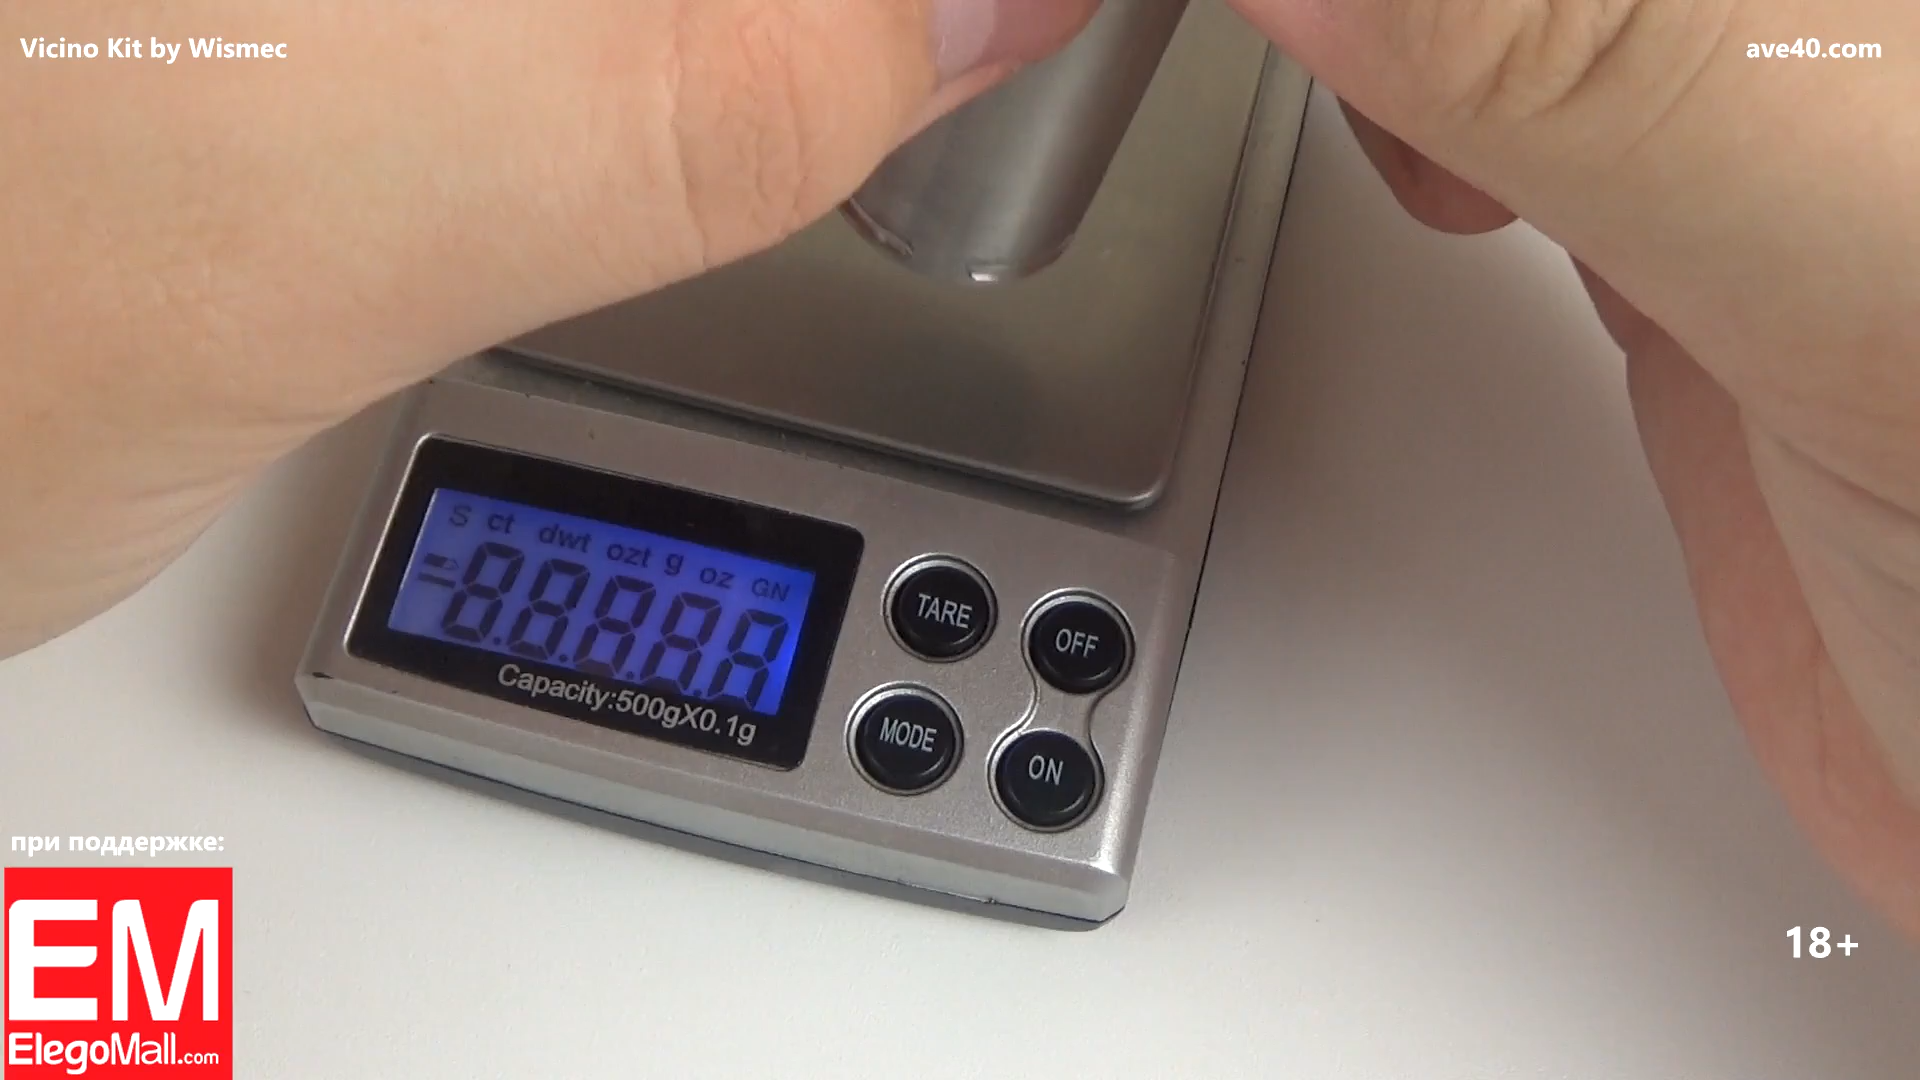 Vicino Kit by Wismec
ave40.com
S ct dwt ozt g oz GN
-8.8.8.8.8
Capacity:500gX0.1g
TARE
OFF
MODE
ON
при поддержке:
EM
ElegoMall.com
18+